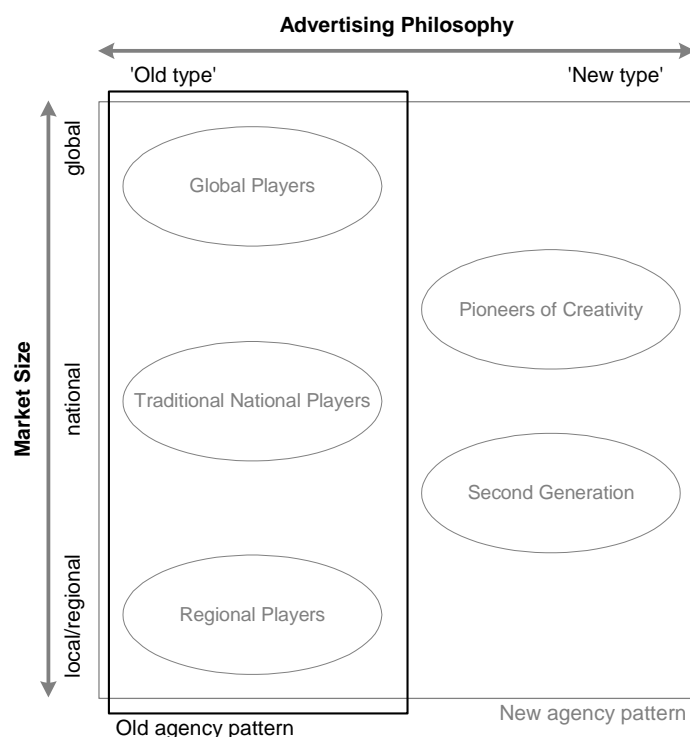 Advertising Philosophy
'Old type'
'New type'
Market Size
global
national
local/regional
Global Players
Pioneers of Creativity
Traditional National Players
Second Generation
Regional Players
New agency pattern
Old agency pattern